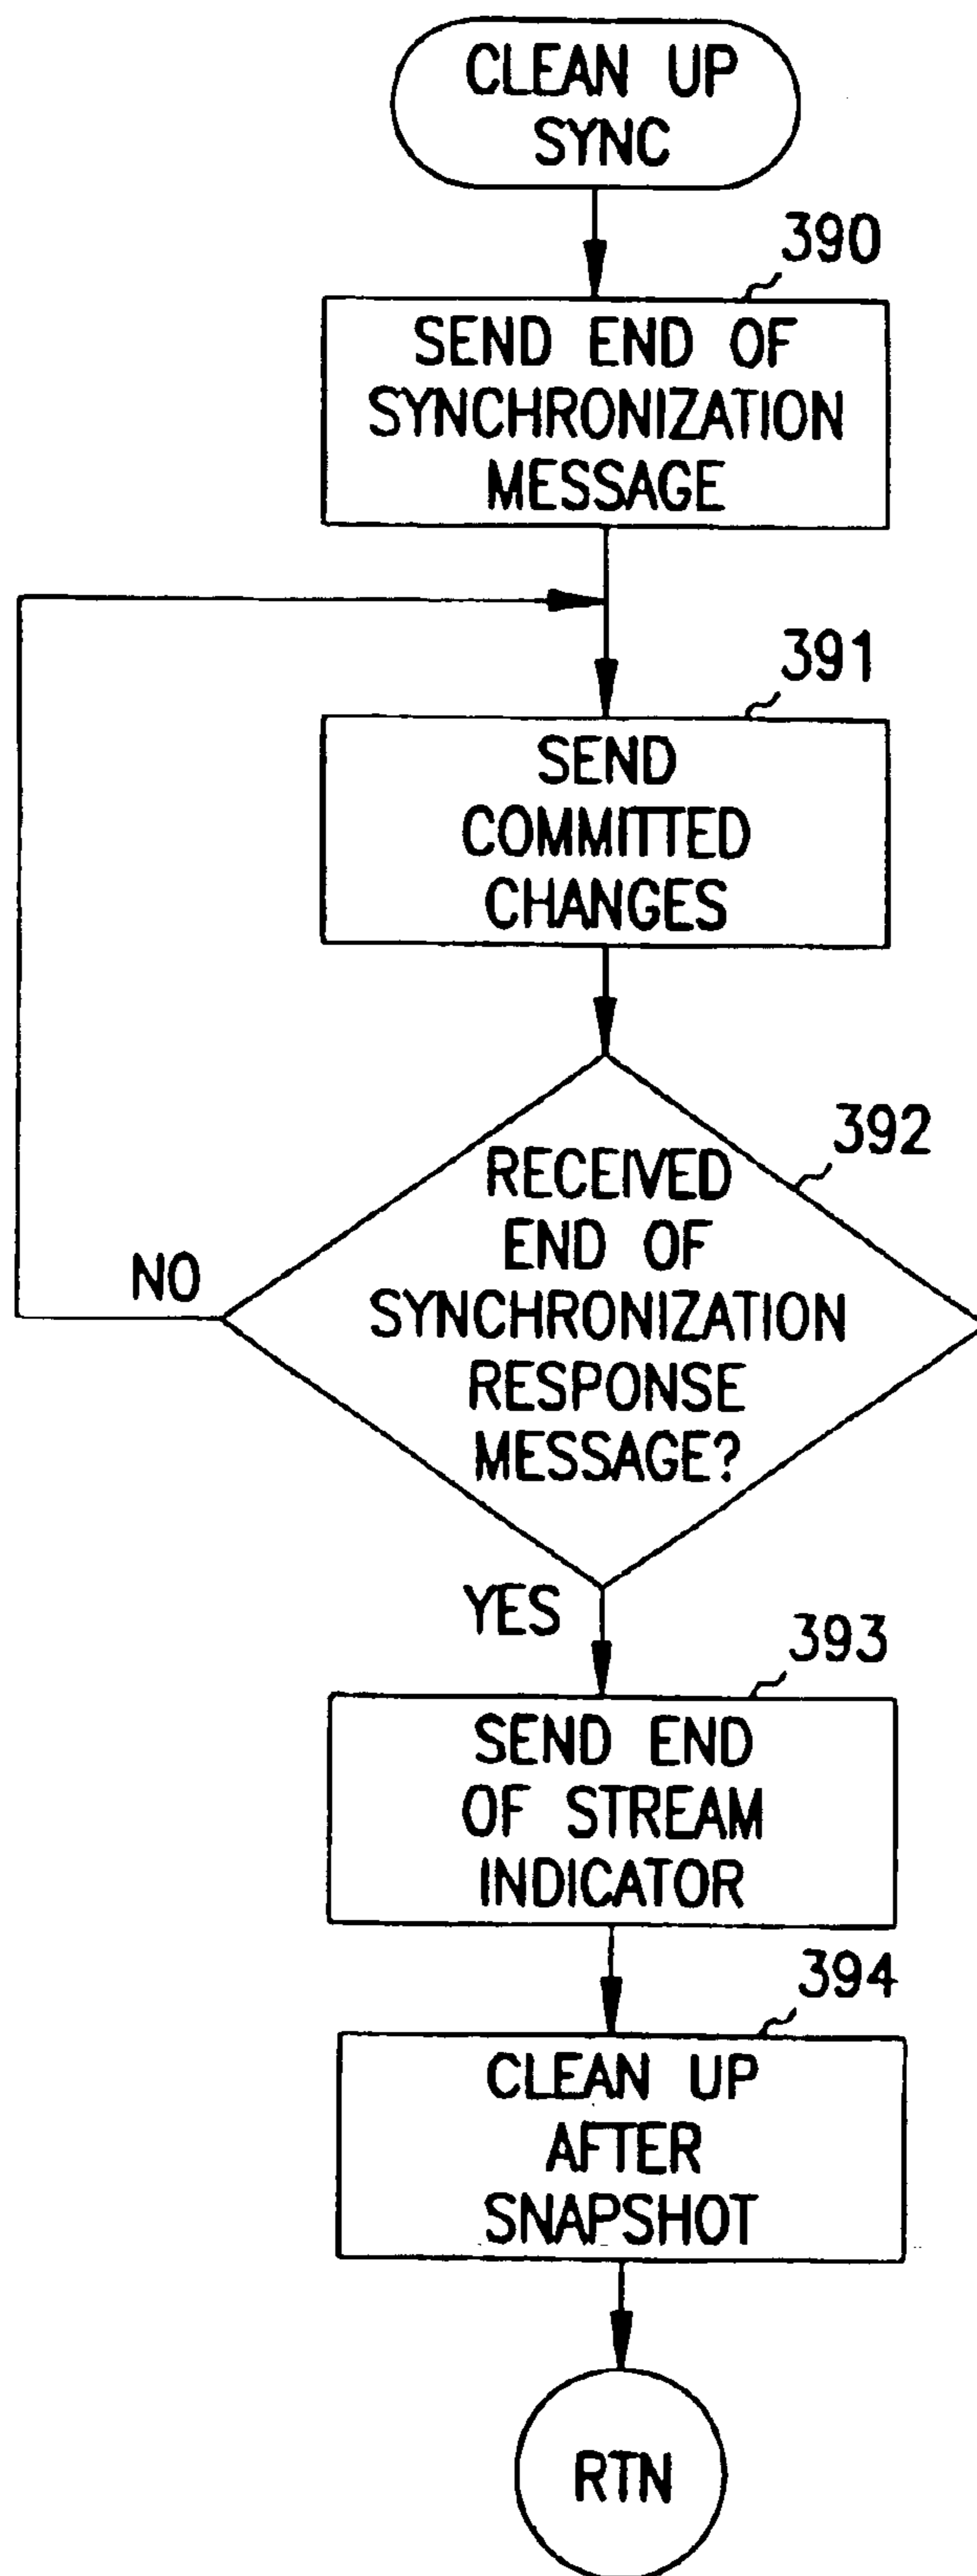 CLEAN UP
SYNC
390
SEND END OF
SYNCHRONIZATION
MESSAGE
391
SEND
COMMITTED
CHANGES
392
RECEIVED
END OF
SYNCHRONIZATION
RESPONSE
MESSAGE?
NO
YES
393
SEND END
OF STREAM
INDICATOR
394
CLEAN UP
AFTER
SNAPSHOT
RTN